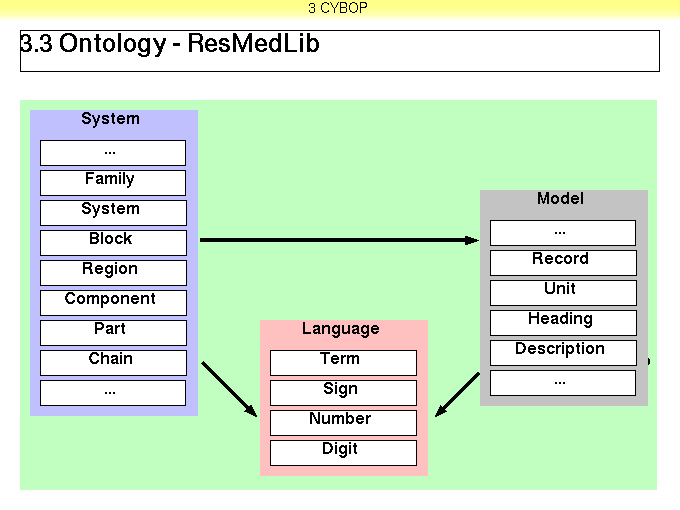 3 CYBOP
3.3 Ontology - ResMedLib
System
...
Family
System
Block
Region
Component
Part
Chain
...
Language
Term
Sign
Number
Digit
Model
...
Record
Unit
Heading
Description
...